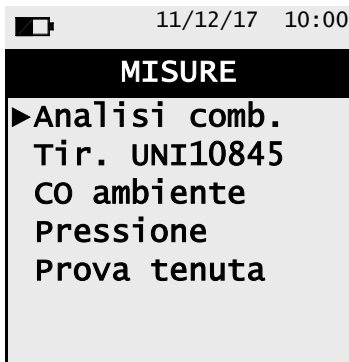 11/12/17 10:00
MISURE
Analisi comb.
Tir. UNI10845
CO ambiente
Pressione
Prova tenuta